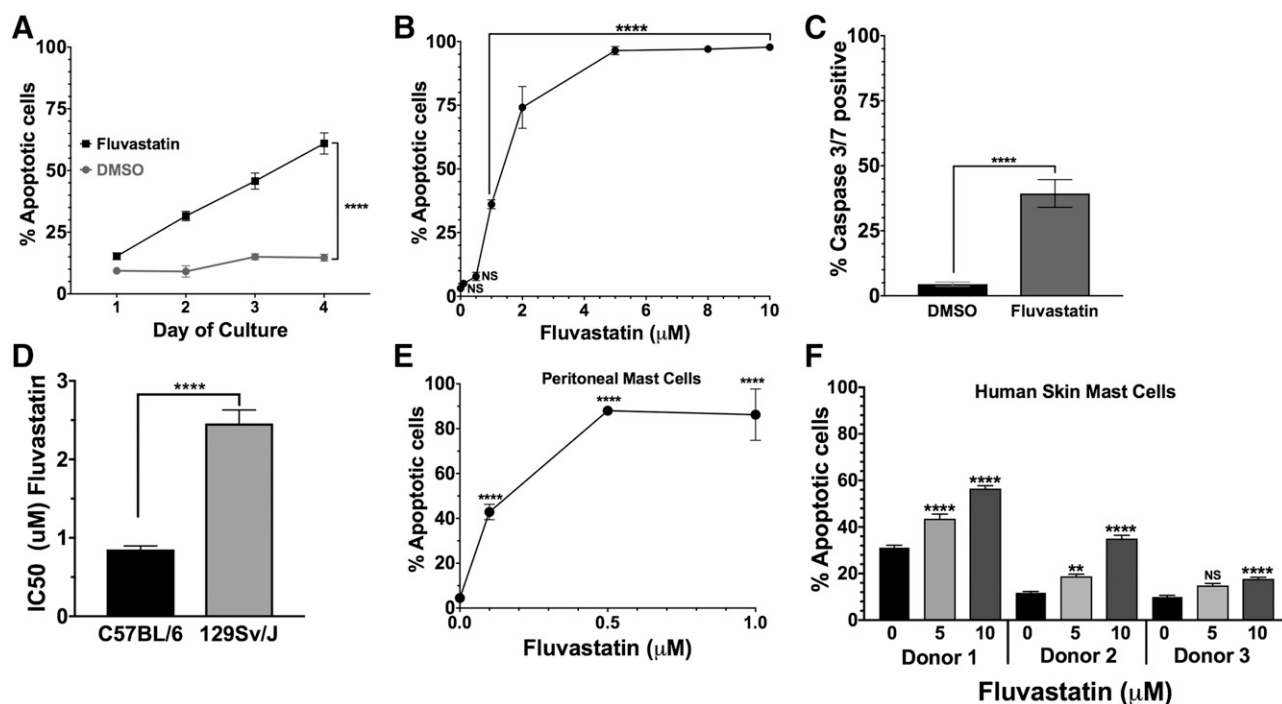 A
100
75
50
25
0
% Apoptotic cells
Fluvastatin
DMSO
****
1 2 3 4
Day of Culture
B
100
75
50
25
0
% Apoptotic cells
****
NS
NS
0 2 4 6 8 10
Fluvastatin (μM)
C
100
75
50
25
0
% Caspase 3/7 positive
****
DMSO Fluvastatin
D
3
2
1
0
IC50 (uM) Fluvastatin
****
C57BL/6 129Sv/J
E
Peritoneal Mast Cells
100
80
60
40
20
0
% Apoptotic cells
****
****
****
0.0 0.5 1.0
Fluvastatin (μM)
F
Human Skin Mast Cells
100
80
60
40
20
0
% Apoptotic cells
****
****
**
****
NS
****
0 5 10 0 5 10 0 5 10
Donor 1 Donor 2 Donor 3
Fluvastatin (μM)